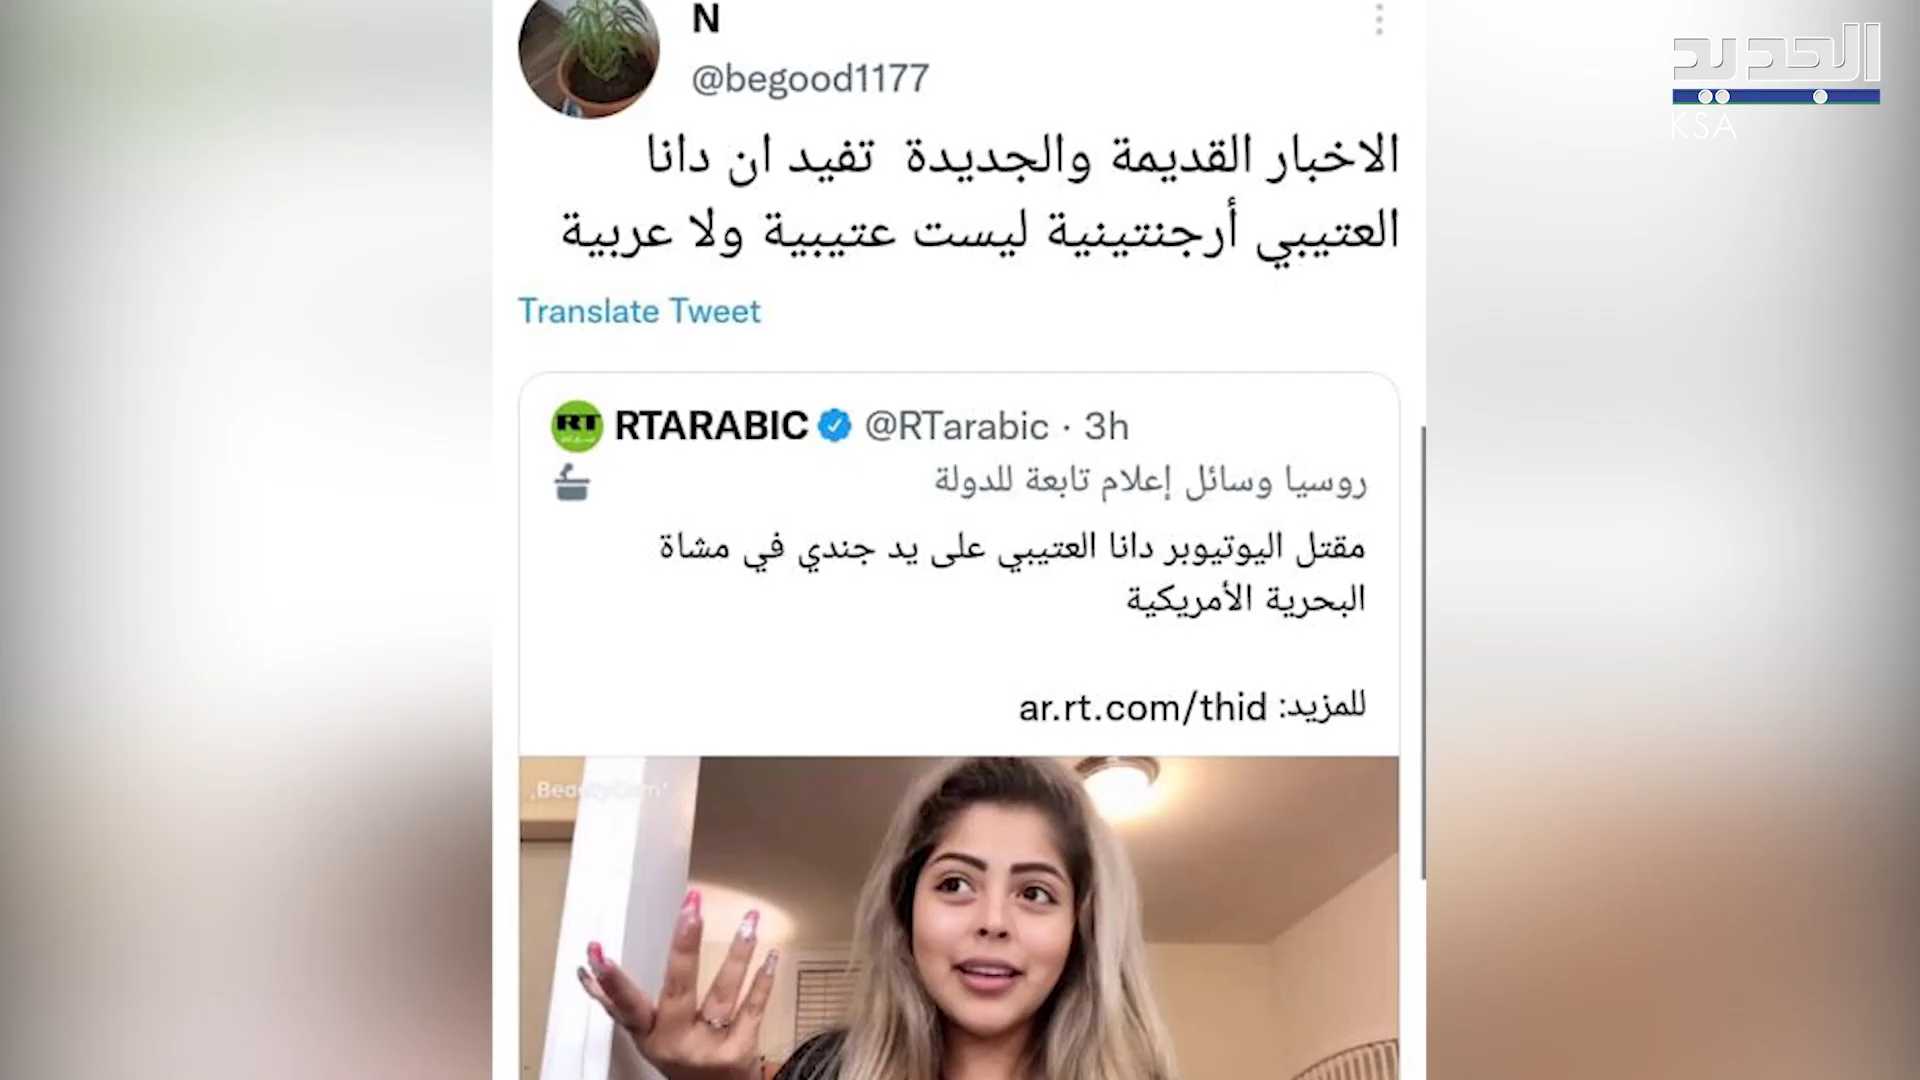 N
@begood1177
الجديد
KSA
الاخبار القديمة والجديدة تفيد ان دانا
العتيبي أرجنتينية ليست عتيبية ولا عربية
Translate Tweet
RT RTARABIC @RTarabic · 3h
روسيا وسائل إعلام تابعة للدولة
مقتل اليوتيوبر دانا العتيبي على يد جندي في مشاة
البحرية الأمريكية
للمزيد: ar.rt.com/thid